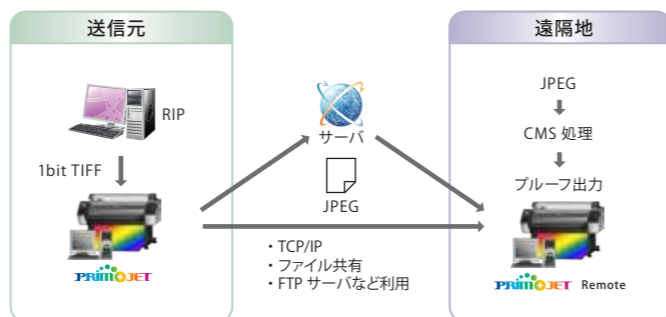 送信元
RIP
1bit TIFF
PRIMOJET
サーバ
JPEG
・TCP/IP
・ファイル共有
・FTP サーバなど利用
遠隔地
JPEG
CMS 処理
プルーフ出力
PRIMOJET Remote